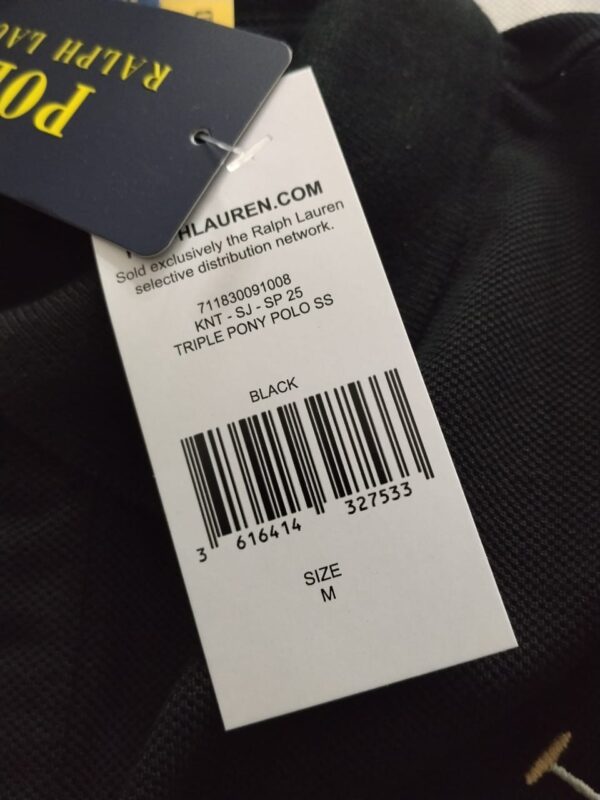 POL
RALPH LAU
HLAUREN.COM
Sold exclusively the Ralph Lauren
selective distribution network.
711830091008
KNT - SJ - SP 25
TRIPLE PONY POLO SS
BLACK
3 616414 327533
SIZE
M